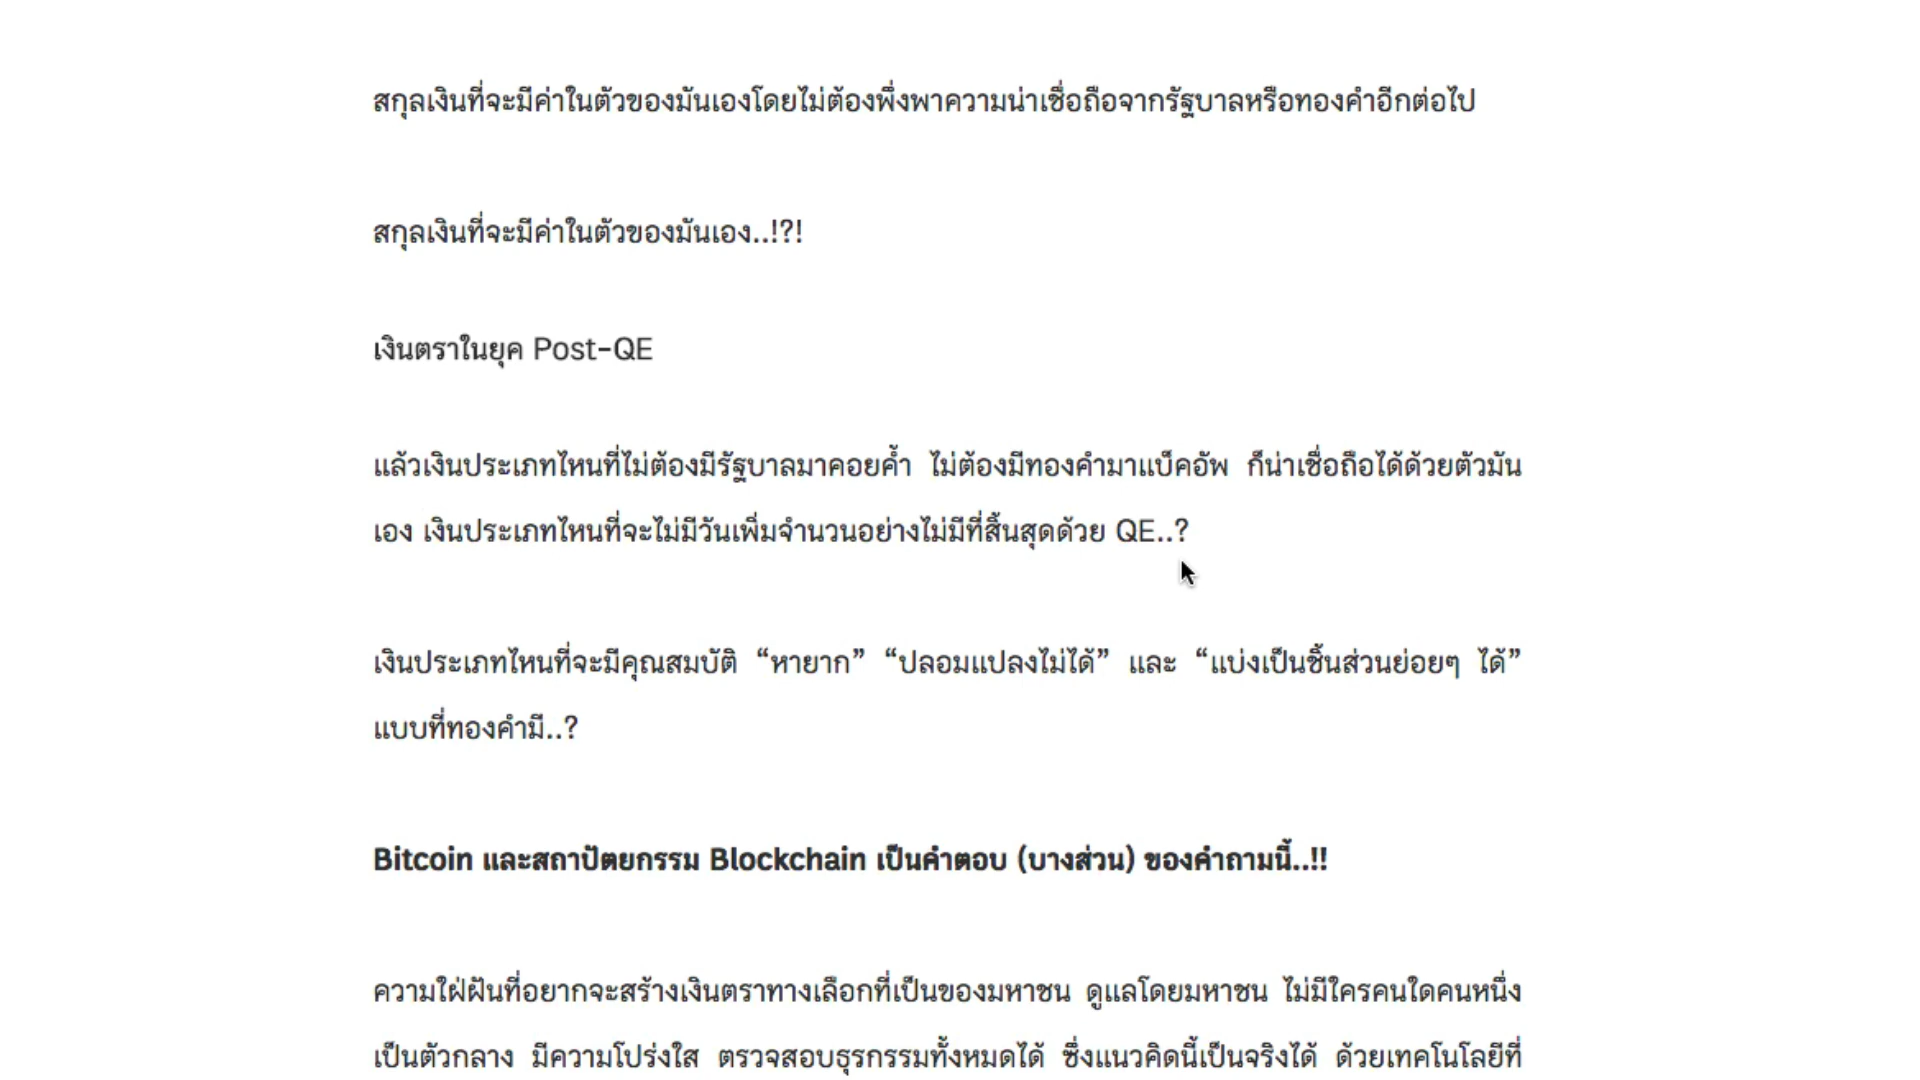 สกุลเงินที่จะมีค่าในตัวของมันเองโดยไม่ต้องพึ่งพาความน่าเชื่อถือจากรัฐบาลหรือทองคำอีกต่อไป
สกุลเงินที่จะมีค่าในตัวของมันเอง..!?!
เงินตราในยุค Post-QE
แล้วเงินประเภทไหนที่ไม่ต้องมีรัฐบาลมาคอยค้ำ ไม่ต้องมีทองคำมาแบ็คอัพ ก็น่าเชื่อถือได้ด้วยตัวมัน
เอง เงินประเภทไหนที่จะไม่มีวันเพิ่มจำนวนอย่างไม่มีที่สิ้นสุดด้วย QE..?
เงินประเภทไหนที่จะมีคุณสมบัติ “หายาก” “ปลอมแปลงไม่ได้” และ “แบ่งเป็นชิ้นส่วนย่อยๆ ได้”
แบบที่ทองคำมี..?
Bitcoin และสถาปัตยกรรม Blockchain เป็นคำตอบ (บางส่วน) ของคำถามนี้..!!
ความใฝ่ฝันที่อยากจะสร้างเงินตราทางเลือกที่เป็นของมหาชน ดูแลโดยมหาชน ไม่มีใครคนใดคนหนึ่ง
เป็นตัวกลาง มีความโปร่งใส ตรวจสอบธุรกรรมทั้งหมดได้ ซึ่งแนวคิดนี้เป็นจริงได้ ด้วยเทคโนโลยีที่